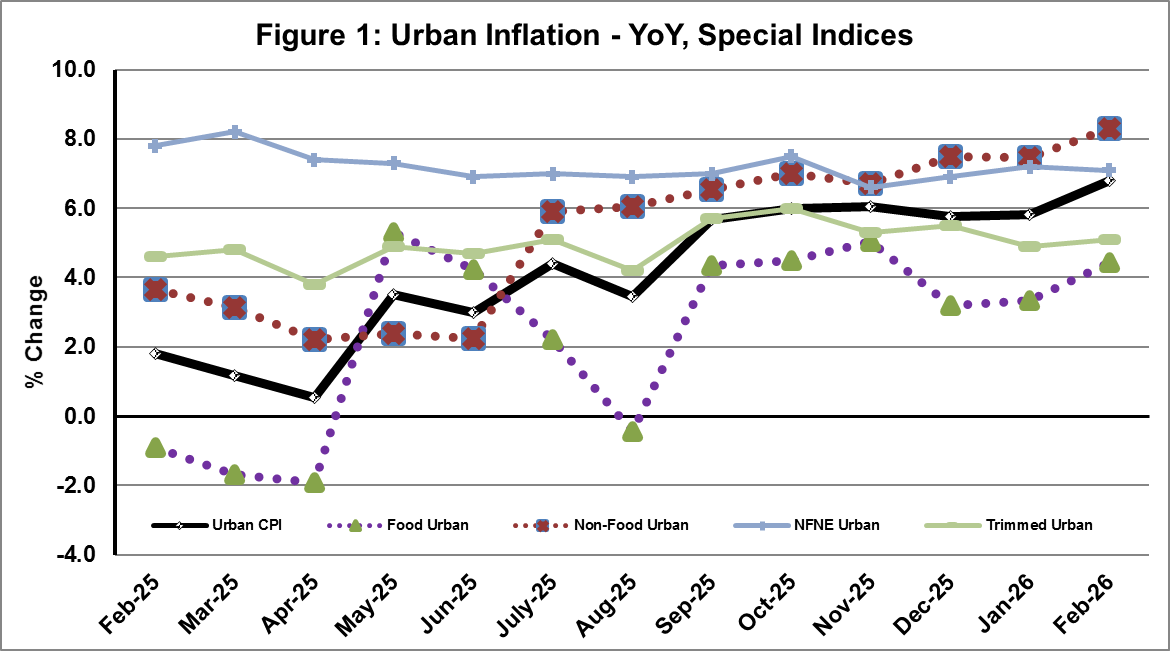 Figure 1: Urban Inflation - YoY, Special Indices
% Change
10.0
8.0
6.0
4.0
2.0
0.0
-2.0
-4.0
Urban CPI Food Urban Non-Food Urban NFNE Urban Trimmed Urban
Feb-25 Mar-25 Apr-25 May-25 Jun-25 July-25 Aug-25 Sep-25 Oct-25 Nov-25 Dec-25 Jan-26 Feb-26